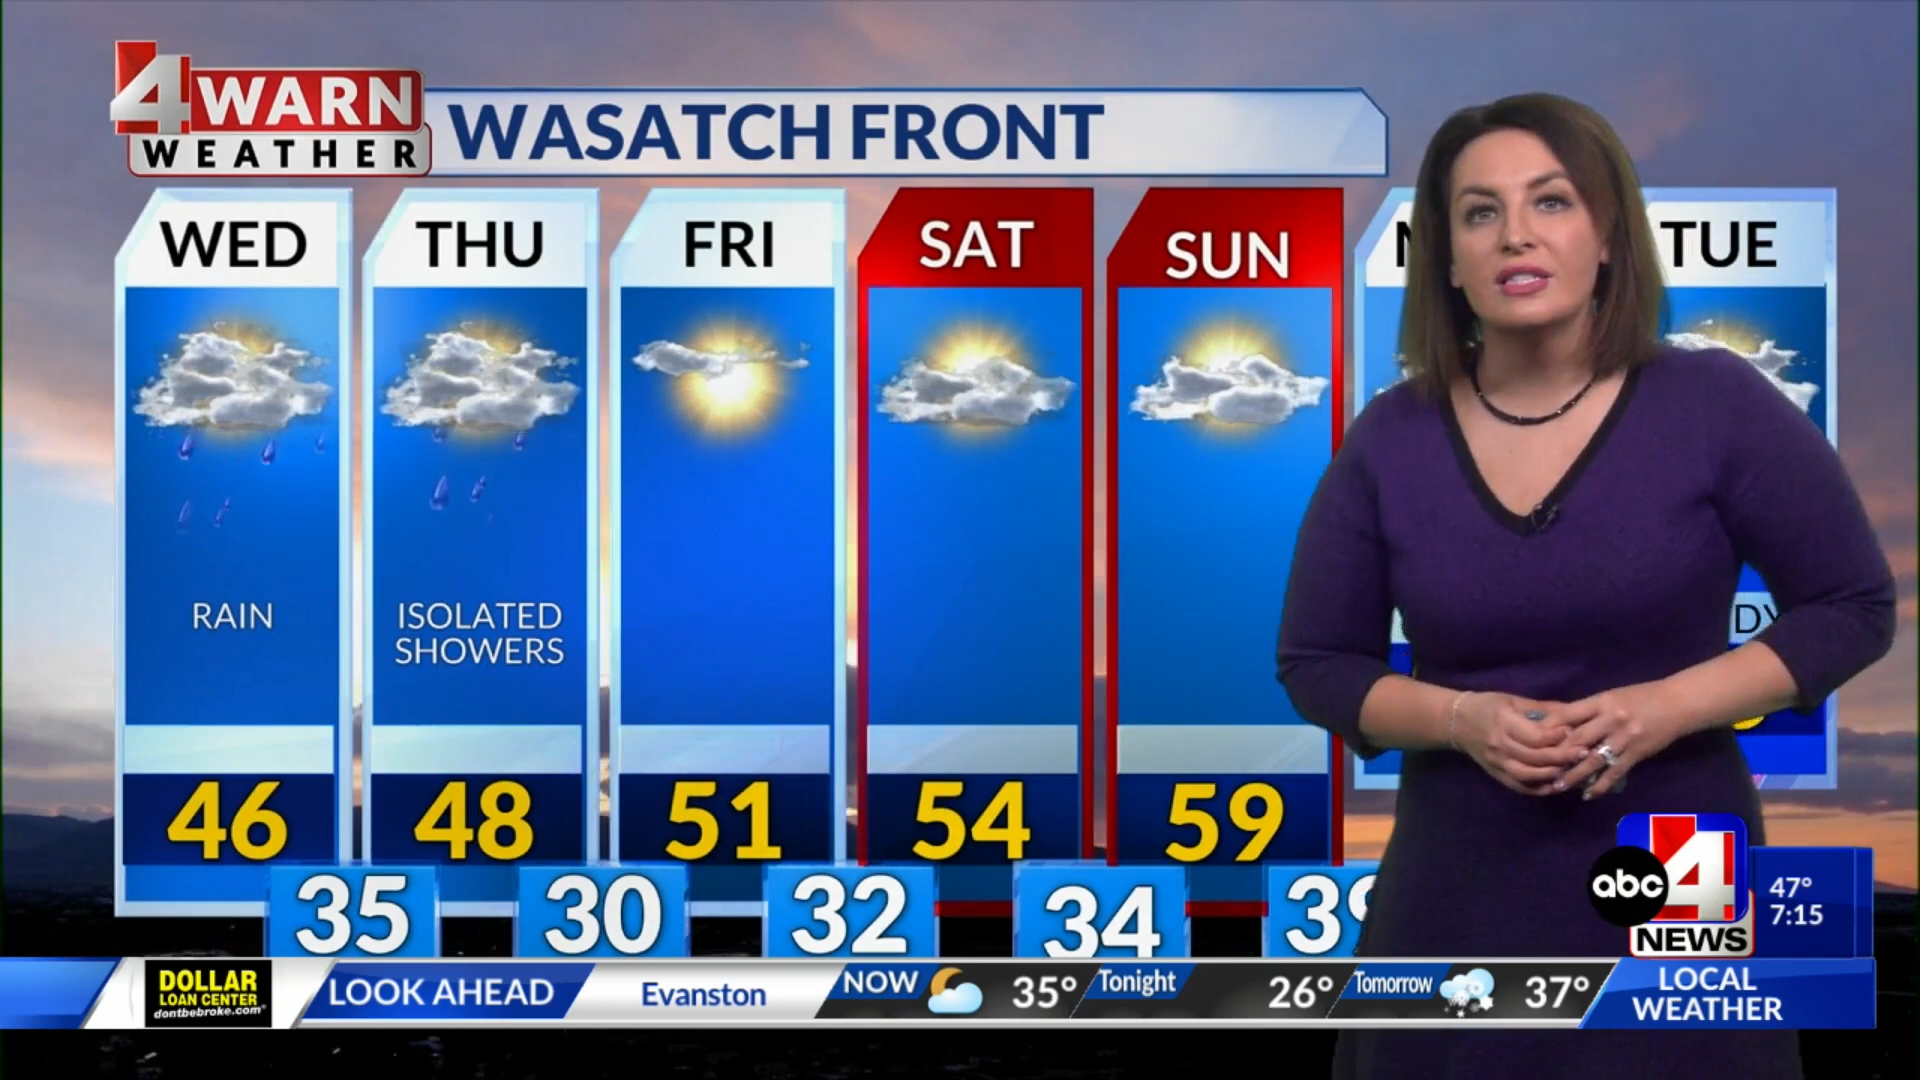 4WARN
WEATHER
WASATCH FRONT
WED
THU
FRI
SAT
SUN
TUE
RAIN
ISOLATED
SHOWERS
46
48
51
54
59
35
30
32
34
39
abc
4
NEWS
47°
7:15
DOLLAR
LOAN CENTER
dontbebroke.com
LOOK AHEAD
Evanston
NOW
35°
Tonight
26°
Tomorrow
37°
LOCAL
WEATHER